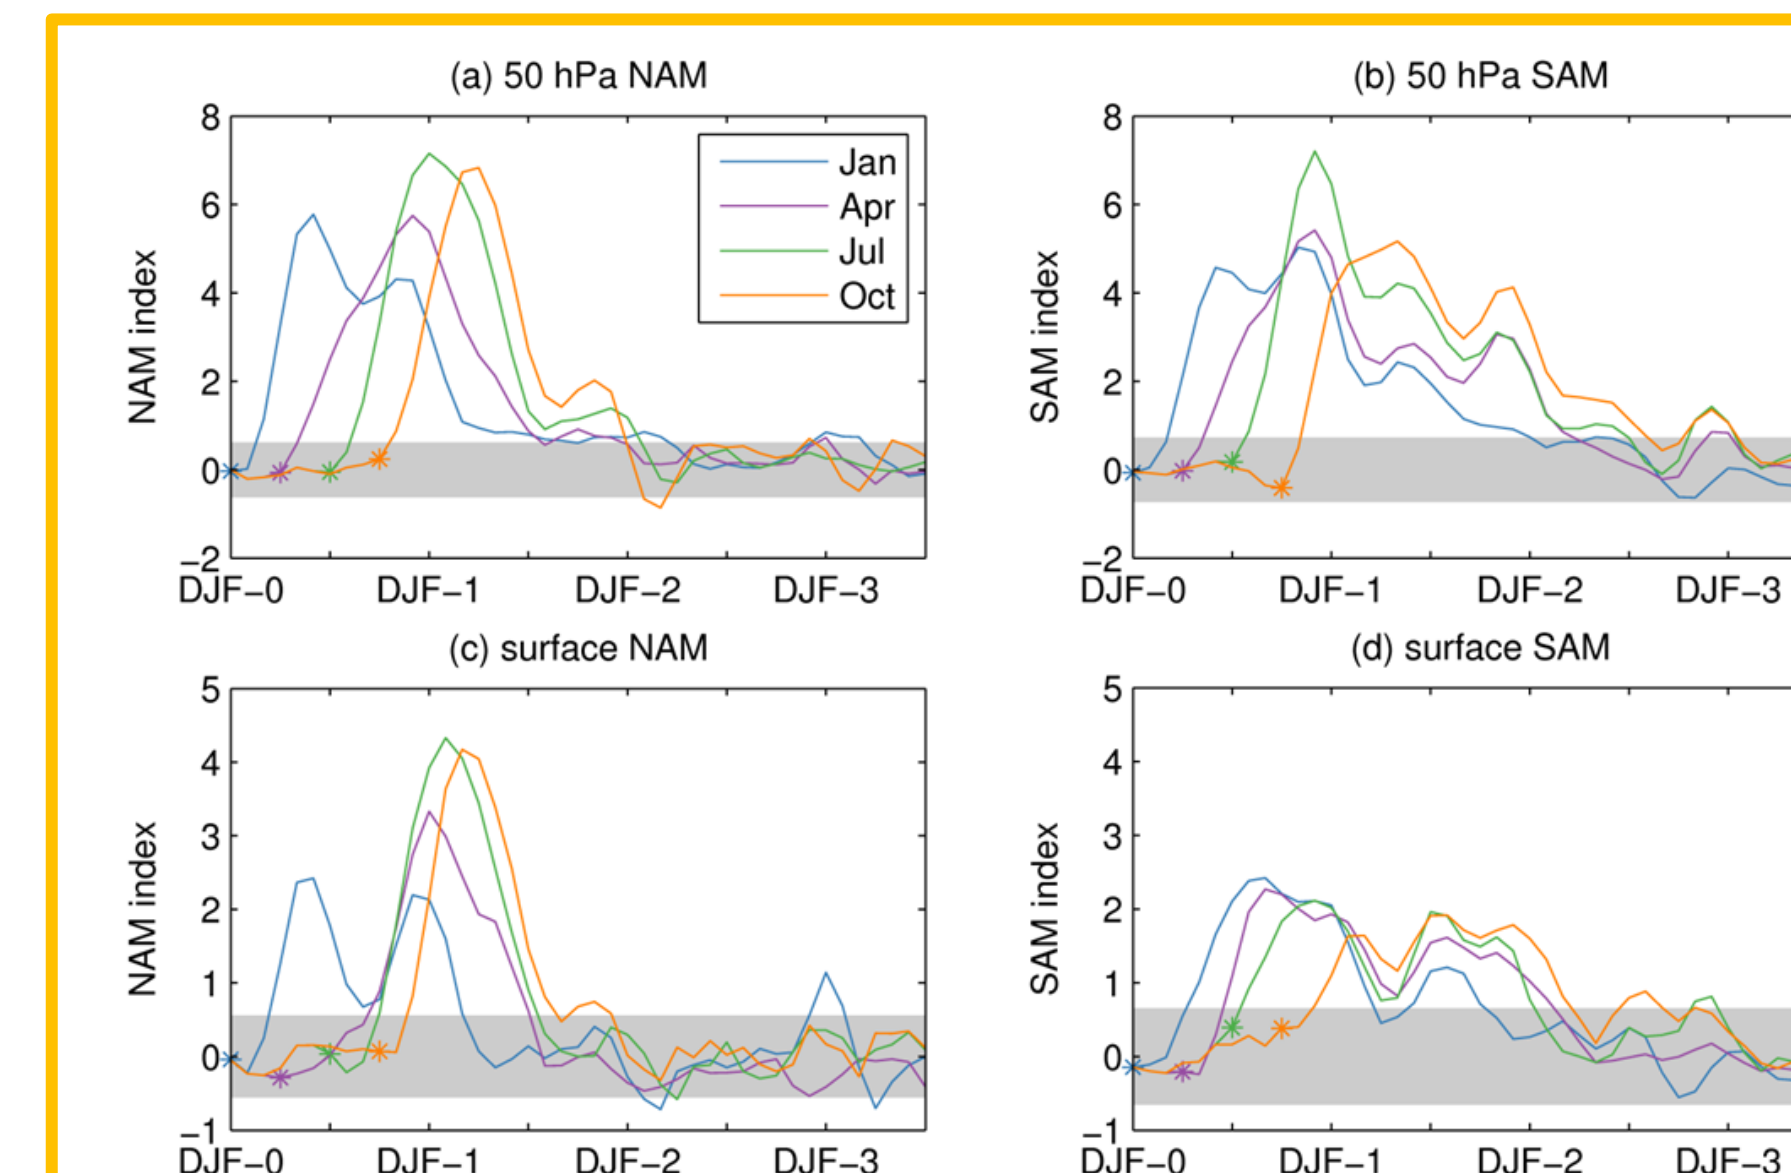 (a) 50 hPa NAM
8
6
4
2
0
−2
NAM index
Jan
Apr
Jul
Oct
DJF−0 DJF−1 DJF−2 DJF−3
(b) 50 hPa SAM
8
6
4
2
0
−2
SAM index
DJF−0 DJF−1 DJF−2 DJF−3
(c) surface NAM
5
4
3
2
1
0
−1
NAM index
DJF−0 DJF−1 DJF−2 DJF−3
(d) surface SAM
5
4
3
2
1
0
−1
SAM index
DJF−0 DJF−1 DJF−2 DJF−3